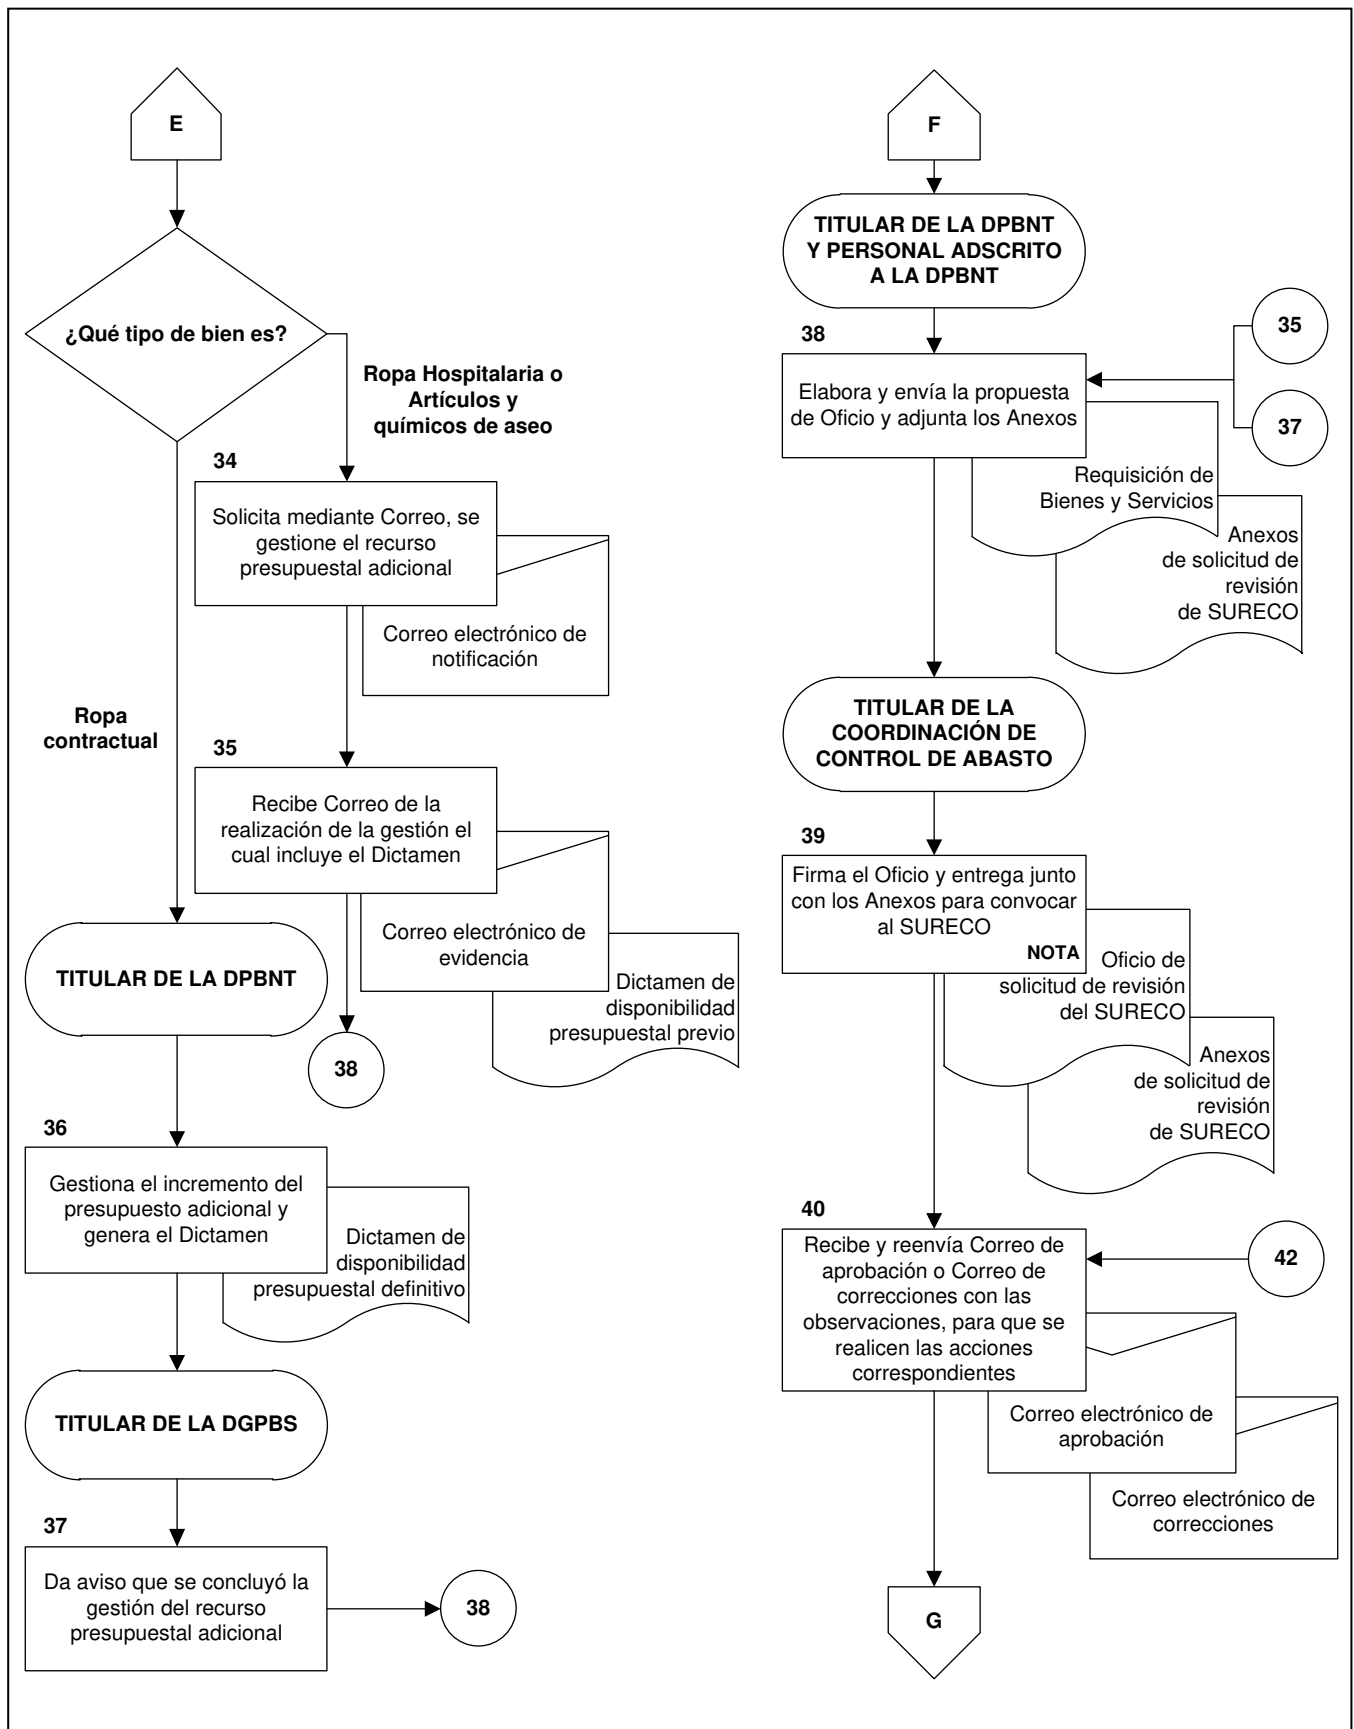 E
¿Qué tipo de bien es?
Ropa Hospitalaria o
Artículos y
químicos de aseo
34
Solicita mediante Correo, se
gestione el recurso
presupuestal adicional
Correo electrónico de
notificación
Ropa
contractual
35
Recibe Correo de la
realización de la gestión el
cual incluye el Dictamen
Correo electrónico de
evidencia
Dictamen de
disponibilidad
presupuestal previo
38
TITULAR DE LA DPBNT
36
Gestiona el incremento del
presupuesto adicional y
genera el Dictamen
Dictamen de
disponibilidad
presupuestal definitivo
TITULAR DE LA DGPBS
37
Da aviso que se concluyó la
gestión del recurso
presupuestal adicional
38
F
TITULAR DE LA DPBNT
Y PERSONAL ADSCRITO
A LA DPBNT
38
35
37
Elabora y envía la propuesta
de Oficio y adjunta los Anexos
Requisición de
Bienes y Servicios
Anexos
de solicitud de
revisión
de SURECO
TITULAR DE LA
COORDINACIÓN DE
CONTROL DE ABASTO
39
Firma el Oficio y entrega junto
con los Anexos para convocar
al SURECO
NOTA
Oficio de
solicitud de revisión
del SURECO
Anexos
de solicitud de
revisión
de SURECO
40
Recibe y reenvía Correo de
aprobación o Correo de
correcciones con las
observaciones, para que se
realicen las acciones
correspondientes
42
Correo electrónico de
aprobación
Correo electrónico de
correcciones
G